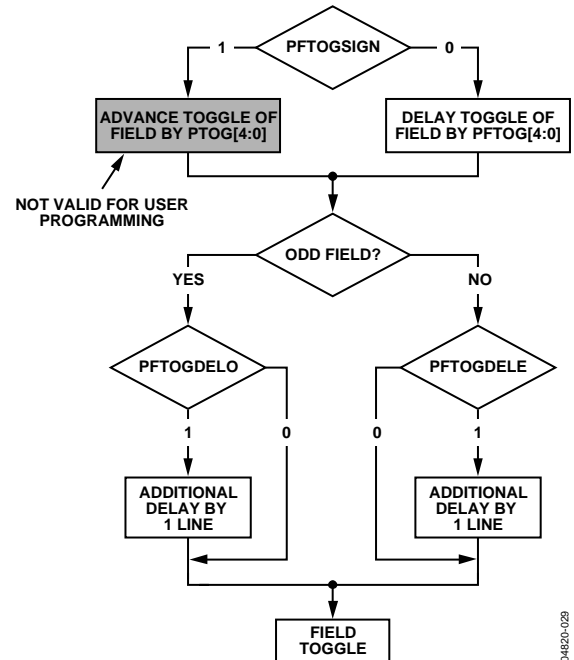 PFTOGSIGN
1
0
ADVANCE TOGGLE OF
FIELD BY PTOG[4:0]
DELAY TOGGLE OF
FIELD BY PFTOG[4:0]
NOT VALID FOR USER
PROGRAMMING
ODD FIELD?
YES
NO
PFTOGDELO
PFTOGDELE
1
0
0
1
ADDITIONAL
DELAY BY
1 LINE
ADDITIONAL
DELAY BY
1 LINE
FIELD
TOGGLE
04820-029